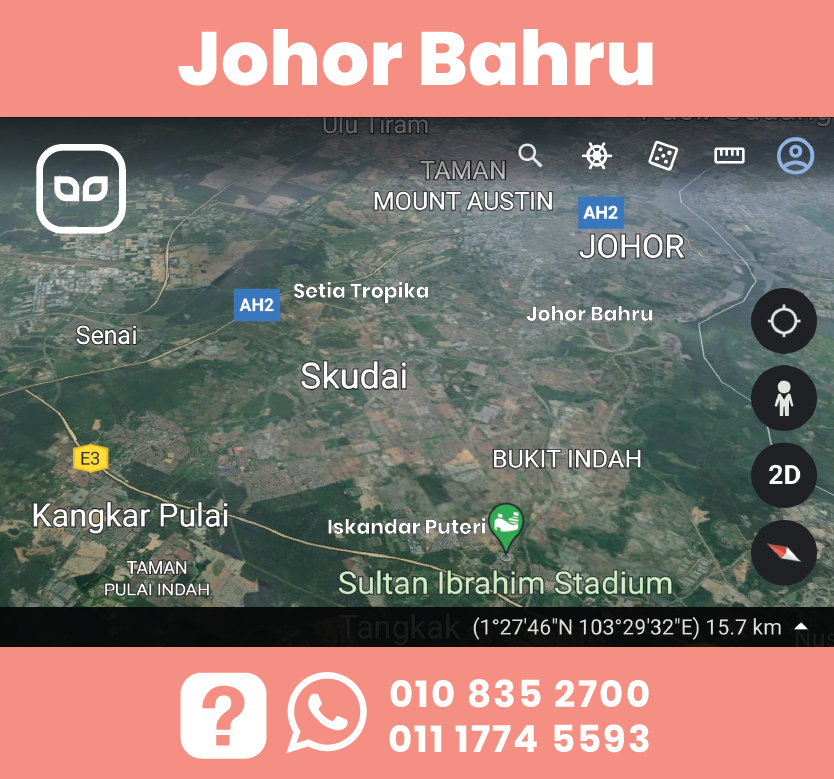 Johor Bahru
Ulu Tiram
TAMAN
MOUNT AUSTIN
AH2
JOHOR
AH2
Setia Tropika
Johor Bahru
Senai
Skudai
E3
BUKIT INDAH
2D
Kangkar Pulai
Iskandar Puteri
TAMAN
PULAI INDAH
Sultan Ibrahim Stadium
Tangkak
(1°27'46"N 103°29'32"E) 15.7 km
?
010 835 2700
011 1774 5593